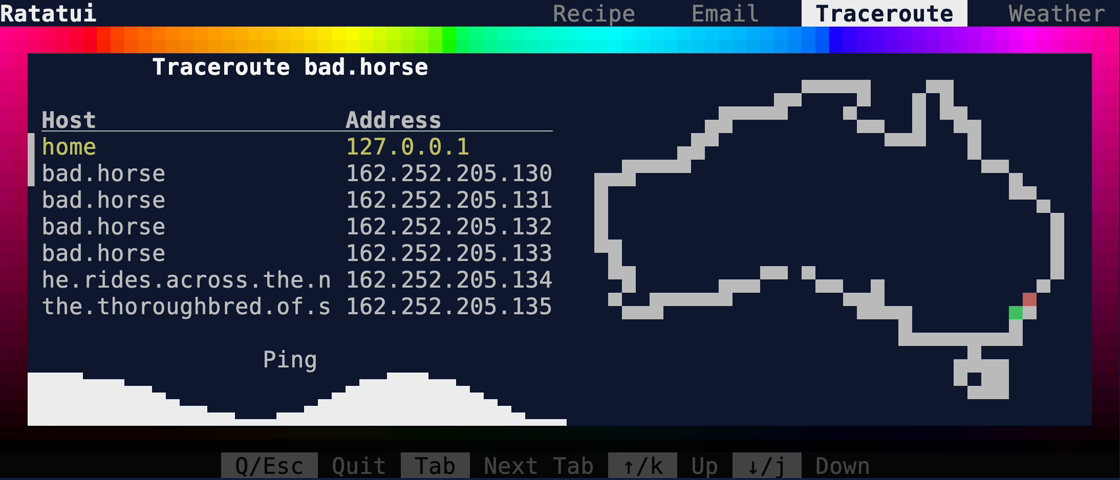 Ratatui Recipe Email Traceroute Weather
Traceroute bad.horse
Host Address
home 127.0.0.1
bad.horse 162.252.205.130
bad.horse 162.252.205.131
bad.horse 162.252.205.132
bad.horse 162.252.205.133
he.rides.across.the.n 162.252.205.134
the.thoroughbred.of.s 162.252.205.135
Ping
Q/Esc Quit Tab Next Tab ↑/k Up ↓/j Down